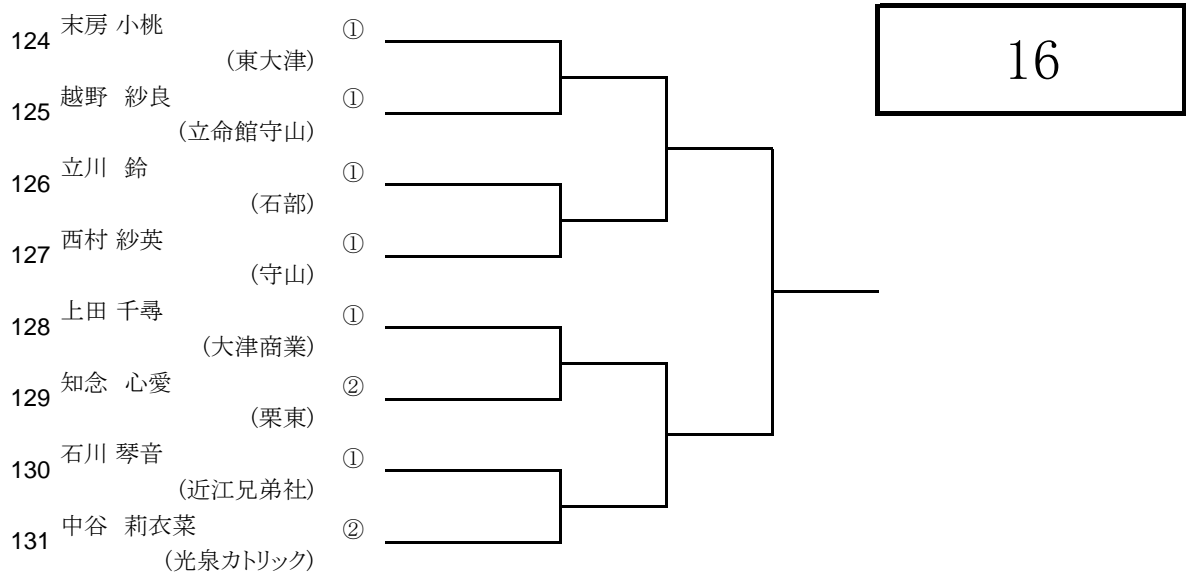 124 末房 小桃 ①
(東大津)
125 越野 紗良 ①
(立命館守山)
126 立川 鈴 ①
(石部)
127 西村 紗英 ①
(守山)
128 上田 千尋 ①
(大津商業)
129 知念 心愛 ②
(栗東)
130 石川 琴音 ①
(近江兄弟社)
131 中谷 莉衣菜 ②
(光泉カトリック)
16